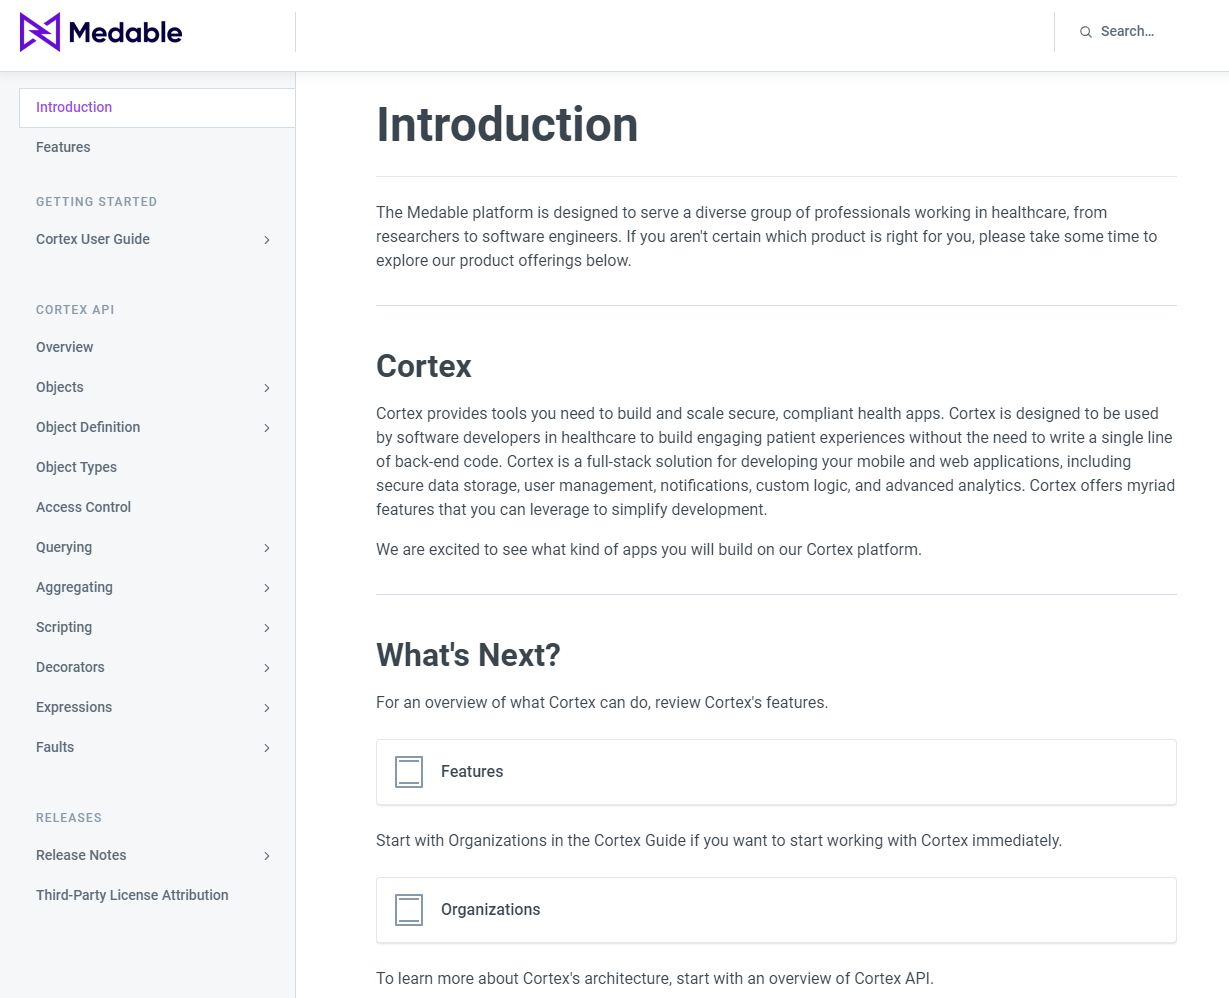 Medable
Search...
Introduction
Features
GETTING STARTED
Cortex User Guide
CORTEX API
Overview
Objects
Object Definition
Object Types
Access Control
Querying
Aggregating
Scripting
Decorators
Expressions
Faults
RELEASES
Release Notes
Third-Party License Attribution
Introduction
The Medable platform is designed to serve a diverse group of professionals working in healthcare, from
researchers to software engineers. If you aren't certain which product is right for you, please take some time to
explore our product offerings below.
Cortex
Cortex provides tools you need to build and scale secure, compliant health apps. Cortex is designed to be used
by software developers in healthcare to build engaging patient experiences without the need to write a single line
of back-end code. Cortex is a full-stack solution for developing your mobile and web applications, including
secure data storage, user management, notifications, custom logic, and advanced analytics. Cortex offers myriad
features that you can leverage to simplify development.
We are excited to see what kind of apps you will build on our Cortex platform.
What's Next?
For an overview of what Cortex can do, review Cortex's features.
Features
Start with Organizations in the Cortex Guide if you want to start working with Cortex immediately.
Organizations
To learn more about Cortex's architecture, start with an overview of Cortex API.